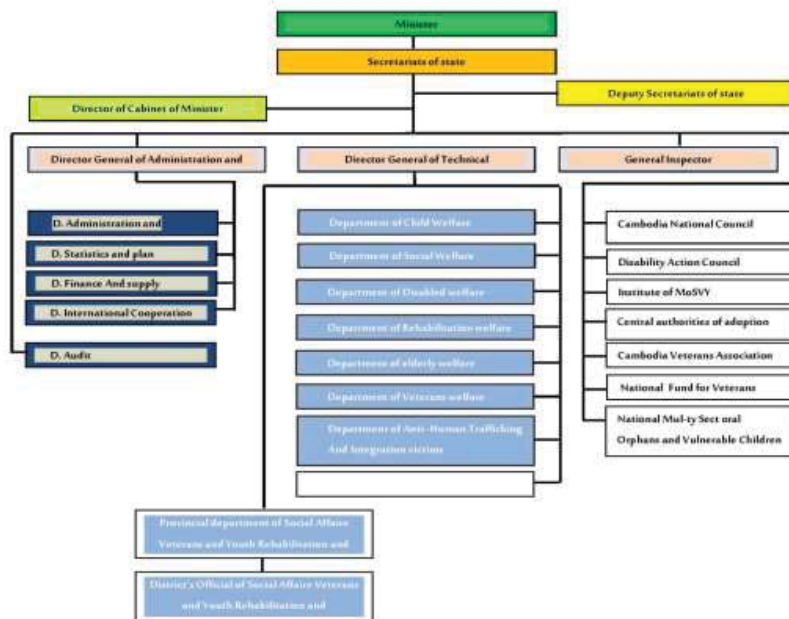 Minister
Secretariats of state
Director of Cabinet of Minister
Deputy Secretariats of state
Director General of Administration and
Director General of Technical
General Inspector
D. Administration and
D. Statistics and plan
D. Finance And supply
D. International Cooperation
D. Audit
Department of Child Welfare
Department of Social Welfare
Department of Disabled welfare
Department of Rehabilitation welfare
Department of elderly welfare
Department of Veterans welfare
Department of Anti-Human Trafficking
And Integration victims
Cambodia National Council
Disability Action Council
Institute of MoSVY
Central authorities of adoption
Cambodia Veterans Association
National Fund for Veterans
National Mul-ty Sect oral
Orphans and Vulnerable Children
Provincial department of Social Affaire
Veterans and Youth Rehabilitation and
District's Official of Social Affaire Veterans
and Youth Rehabilitation and